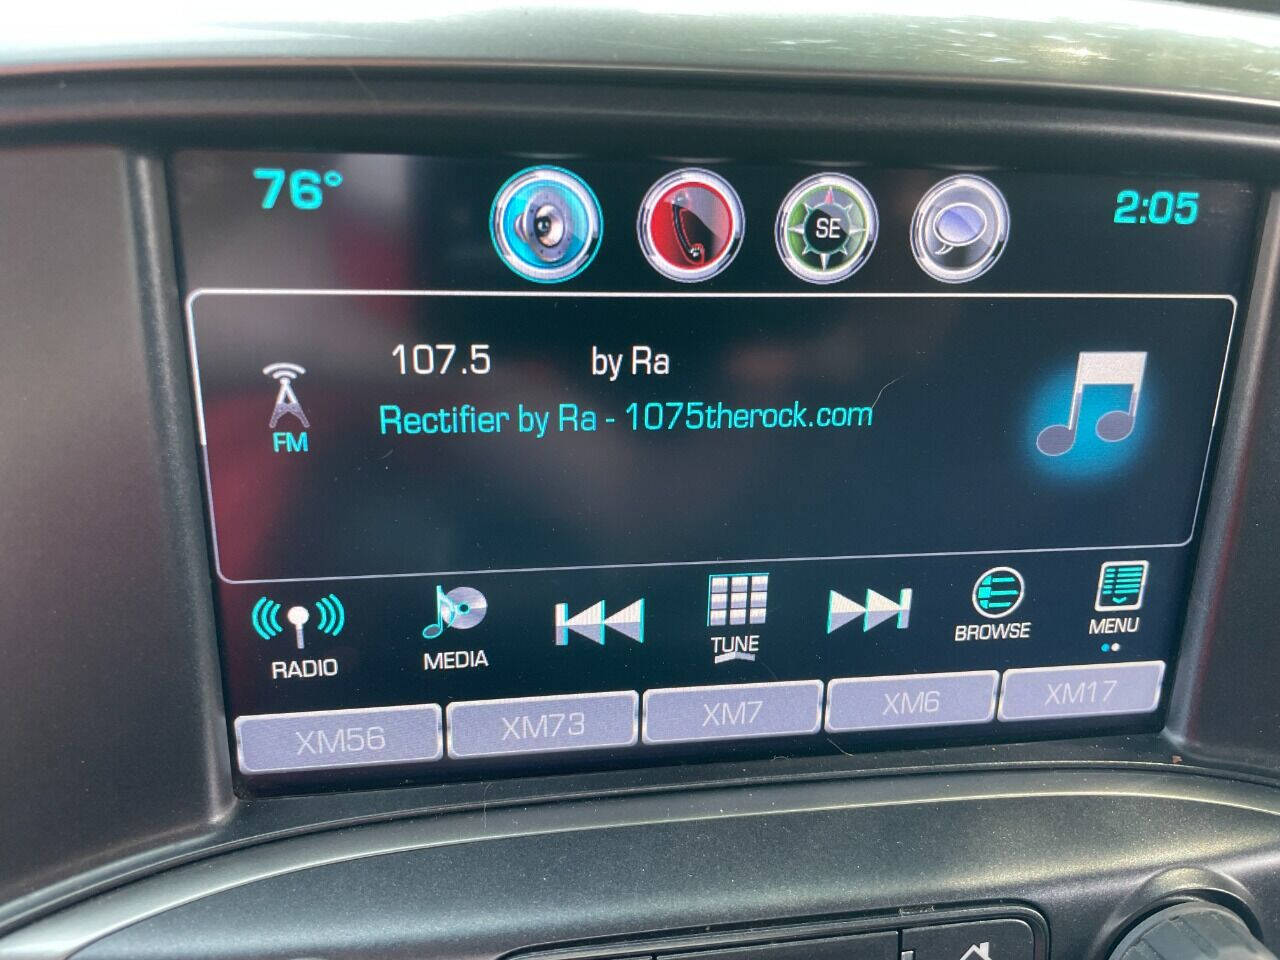 76°
SE
2:05
107.5 by Ra
Rectifier by Ra - 1075therock.com
FM
RADIO
MEDIA
TUNE
BROWSE
MENU
XM56
XM73
XM7
XM6
XM17